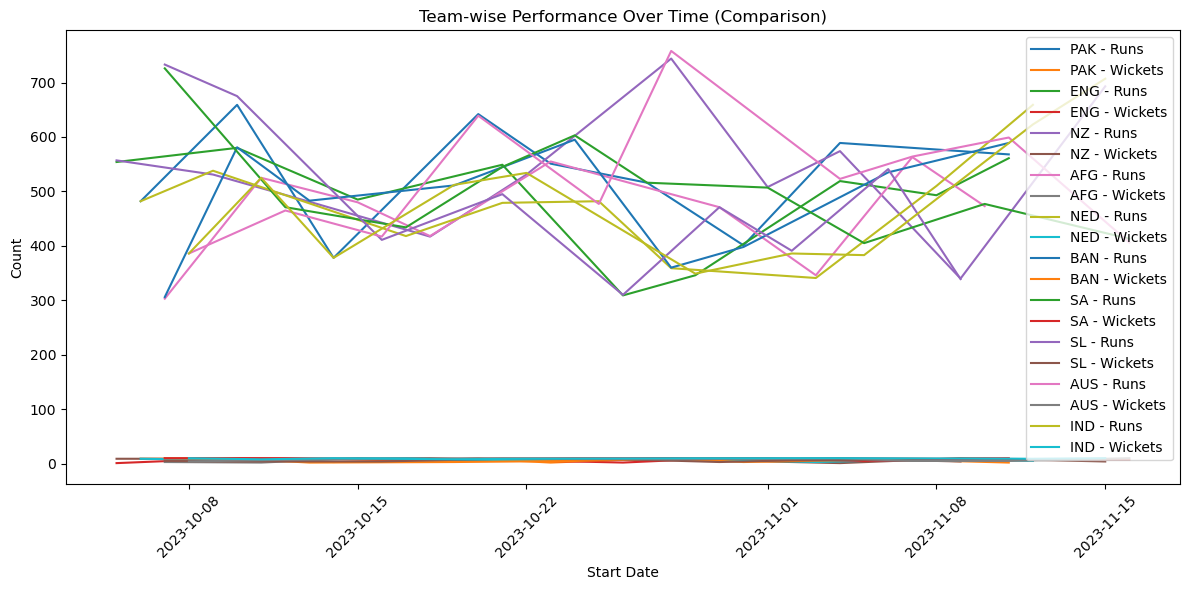 Team-wise Performance Over Time (Comparison)
Count
700
600
500
400
300
200
100
0
PAK - Runs
PAK - Wickets
ENG - Runs
ENG - Wickets
NZ - Runs
NZ - Wickets
AFG - Runs
AFG - Wickets
NED - Runs
NED - Wickets
BAN - Runs
BAN - Wickets
SA - Runs
SA - Wickets
SL - Runs
SL - Wickets
AUS - Runs
AUS - Wickets
IND - Runs
IND - Wickets
2023-10-08
2023-10-15
2023-10-22
2023-11-01
2023-11-08
2023-11-15
Start Date